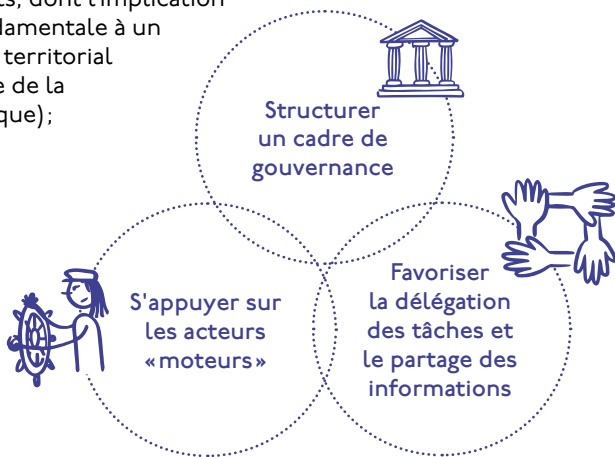 dont l'implication
damentale à un
territorial
e de la
que);
Structurer
un cadre de
gouvernance
S'appuyer sur
les acteurs
«moteurs»
Favoriser
la délégation
des tâches et
le partage des
informations